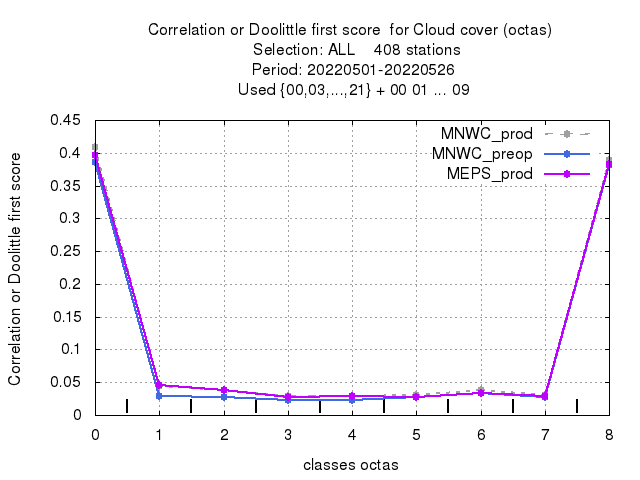 Correlation or Doolittle first score  for Cloud cover (octas)
Selection: ALL    408 stations
Period: 20220501-20220526
Used {00,03,...,21} + 00 01 ... 09
MNWC_prod
MNWC_preop
MEPS_prod
Correlation or Doolittle first score
0.45
0.4
0.35
0.3
0.25
0.2
0.15
0.1
0.05
0
0 1 2 3 4 5 6 7 8
classes octas